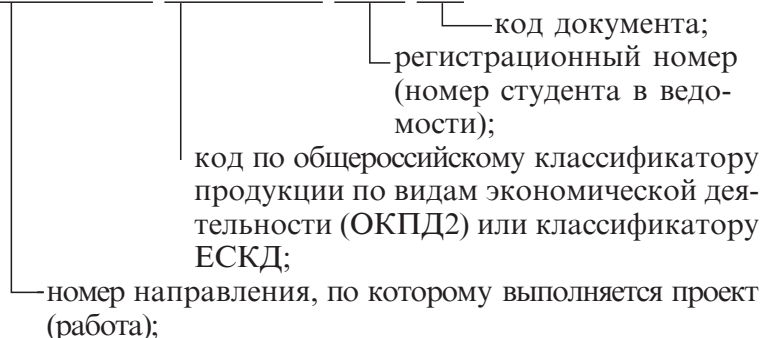 код документа;
регистрационный номер
(номер студента в ведо-
мости);
код по общероссийскому классификатору
продукции по видам экономической дея-
тельности (ОКПД2) или классификатору
ЕСКД;
номер направления, по которому выполняется проект
(работа);